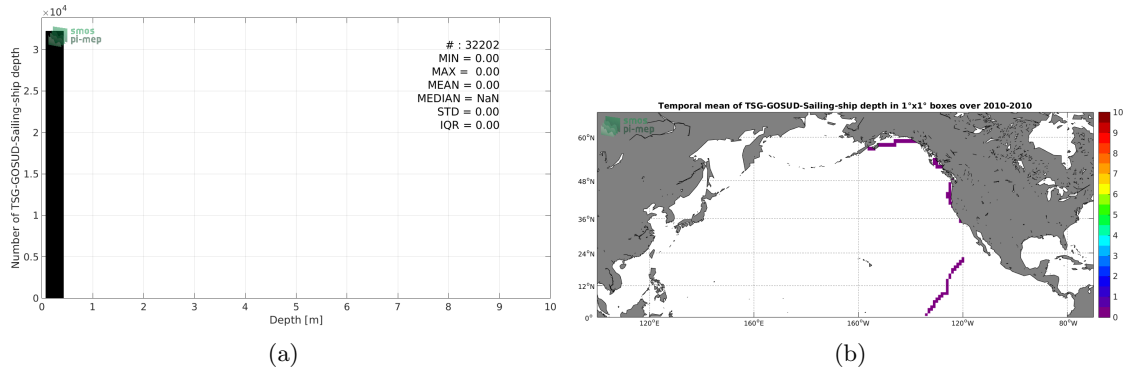 ×10⁴
smos
pi-mep
# : 32202
MIN = 0.00
MAX = 0.00
MEAN = 0.00
MEDIAN = NaN
STD = 0.00
IQR = 0.00
Number of TSG-GOSUD-Sailing-ship depth
3
2.5
2
1.5
1
0.5
0
0 1 2 3 4 5 6 7 8 9 10
Depth [m]
(a)
Temporal mean of TSG-GOSUD-Sailing-ship depth in 1°x1° boxes over 2010-2010
smos
pi-mep
60°N
48°N
36°N
24°N
12°N
0°
120°E 160°E 160°W 120°W 80°W
10
9
8
7
6
5
4
3
2
1
0
(b)